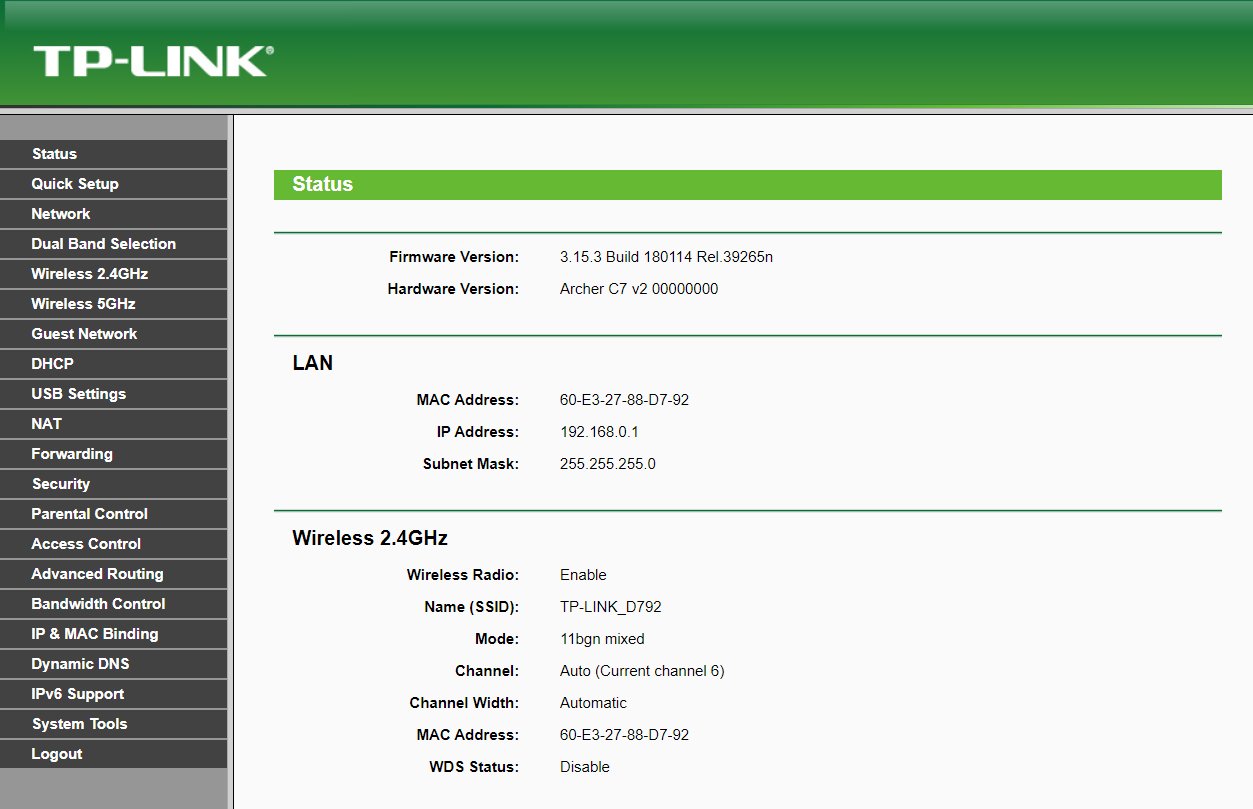 TP-LINK®
Status
Quick Setup
Network
Dual Band Selection
Wireless 2.4GHz
Wireless 5GHz
Guest Network
DHCP
USB Settings
NAT
Forwarding
Security
Parental Control
Access Control
Advanced Routing
Bandwidth Control
IP & MAC Binding
Dynamic DNS
IPv6 Support
System Tools
Logout
Status
Firmware Version: 3.15.3 Build 180114 Rel.39265n
Hardware Version: Archer C7 v2 00000000
LAN
MAC Address: 60-E3-27-88-D7-92
IP Address: 192.168.0.1
Subnet Mask: 255.255.255.0
Wireless 2.4GHz
Wireless Radio: Enable
Name (SSID): TP-LINK_D792
Mode: 11bgn mixed
Channel: Auto (Current channel 6)
Channel Width: Automatic
MAC Address: 60-E3-27-88-D7-92
WDS Status: Disable